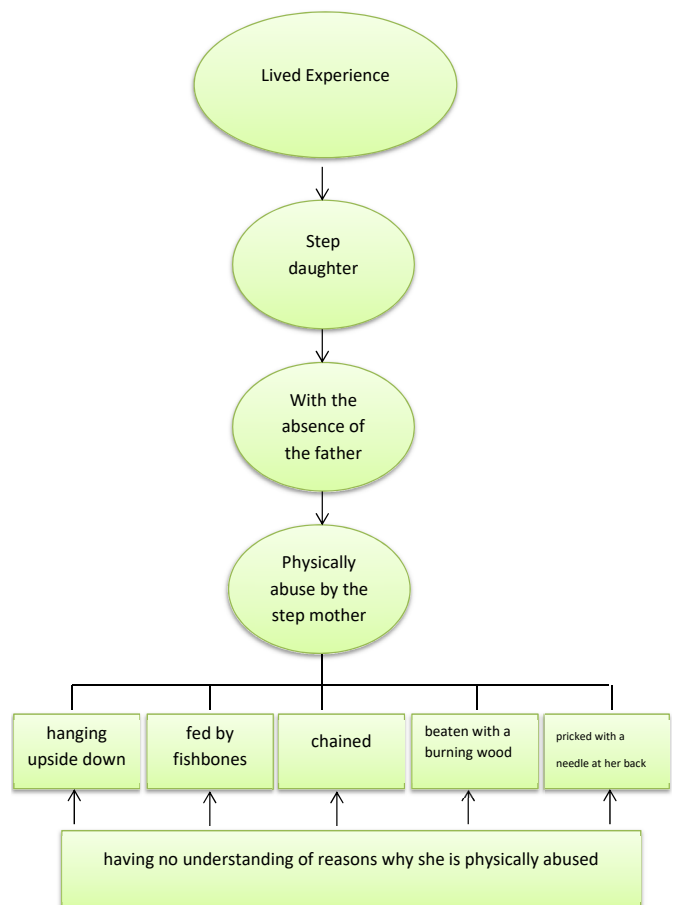 Lived Experience
Step
daughter
With the
absence of
the father
Physically
abuse by the
step mother
hanging
upside down
fed by
fishbones
chained
beaten with a
burning wood
pricked with a
needle at her back
having no understanding of reasons why she is physically abused